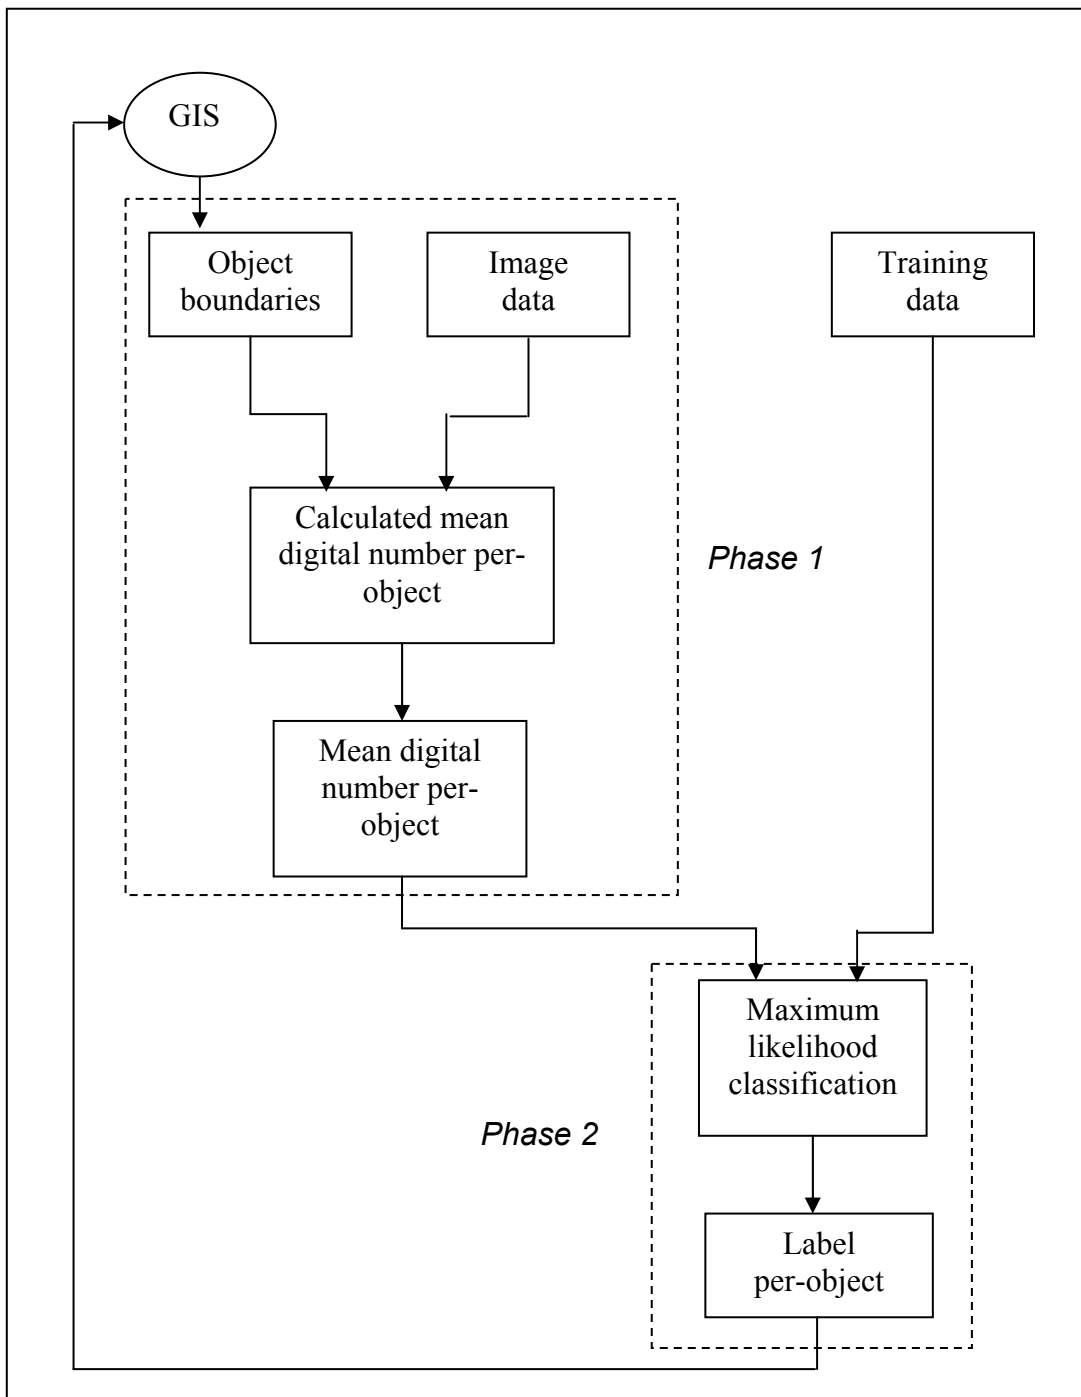 GIS
Object
boundaries
Image
data
Training
data
Calculated mean
digital number per-
object
Phase 1
Mean digital
number per-
object
Maximum
likelihood
classification
Phase 2
Label
per-object